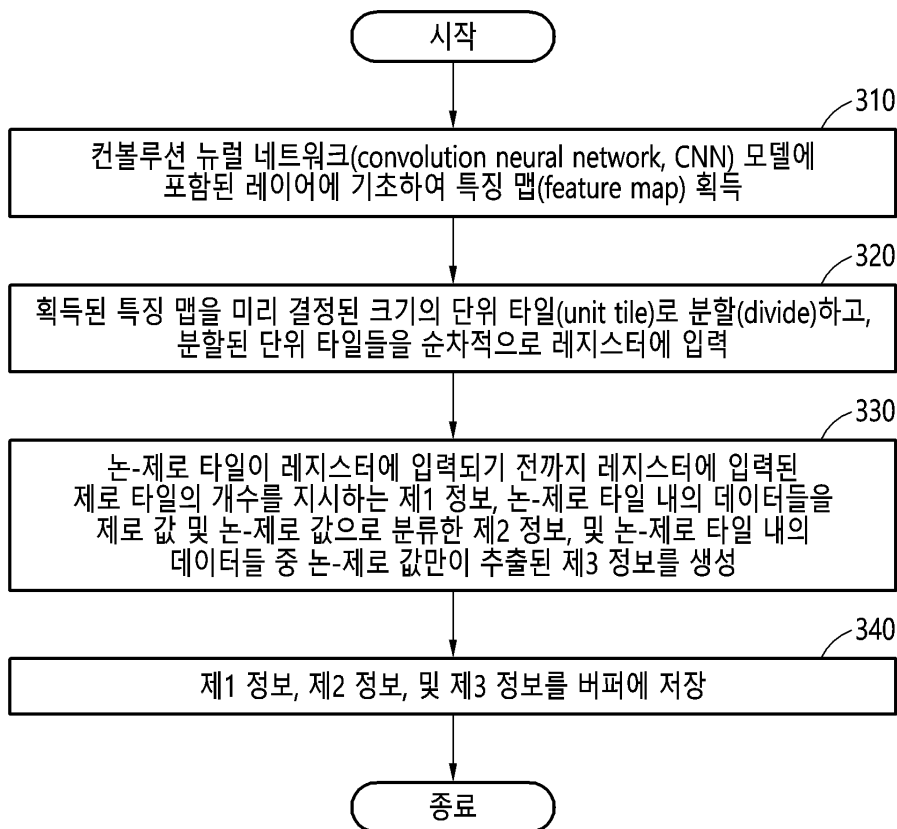 시작
310
컨볼루션 뉴럴 네트워크(convolution neural network, CNN) 모델에
포함된 레이어에 기초하여 특징 맵(feature map) 획득
320
획득된 특징 맵을 미리 결정된 크기의 단위 타일(unit tile)로 분할(divide)하고,
분할된 단위 타일들을 순차적으로 레지스터에 입력
330
논-제로 타일이 레지스터에 입력되기 전까지 레지스터에 입력된
제로 타일의 개수를 지시하는 제1 정보, 논-제로 타일 내의 데이터들을
제로 값 및 논-제로 값으로 분류한 제2 정보, 및 논-제로 타일 내의
데이터들 중 논-제로 값만이 추출된 제3 정보를 생성
340
제1 정보, 제2 정보, 및 제3 정보를 버퍼에 저장
종료